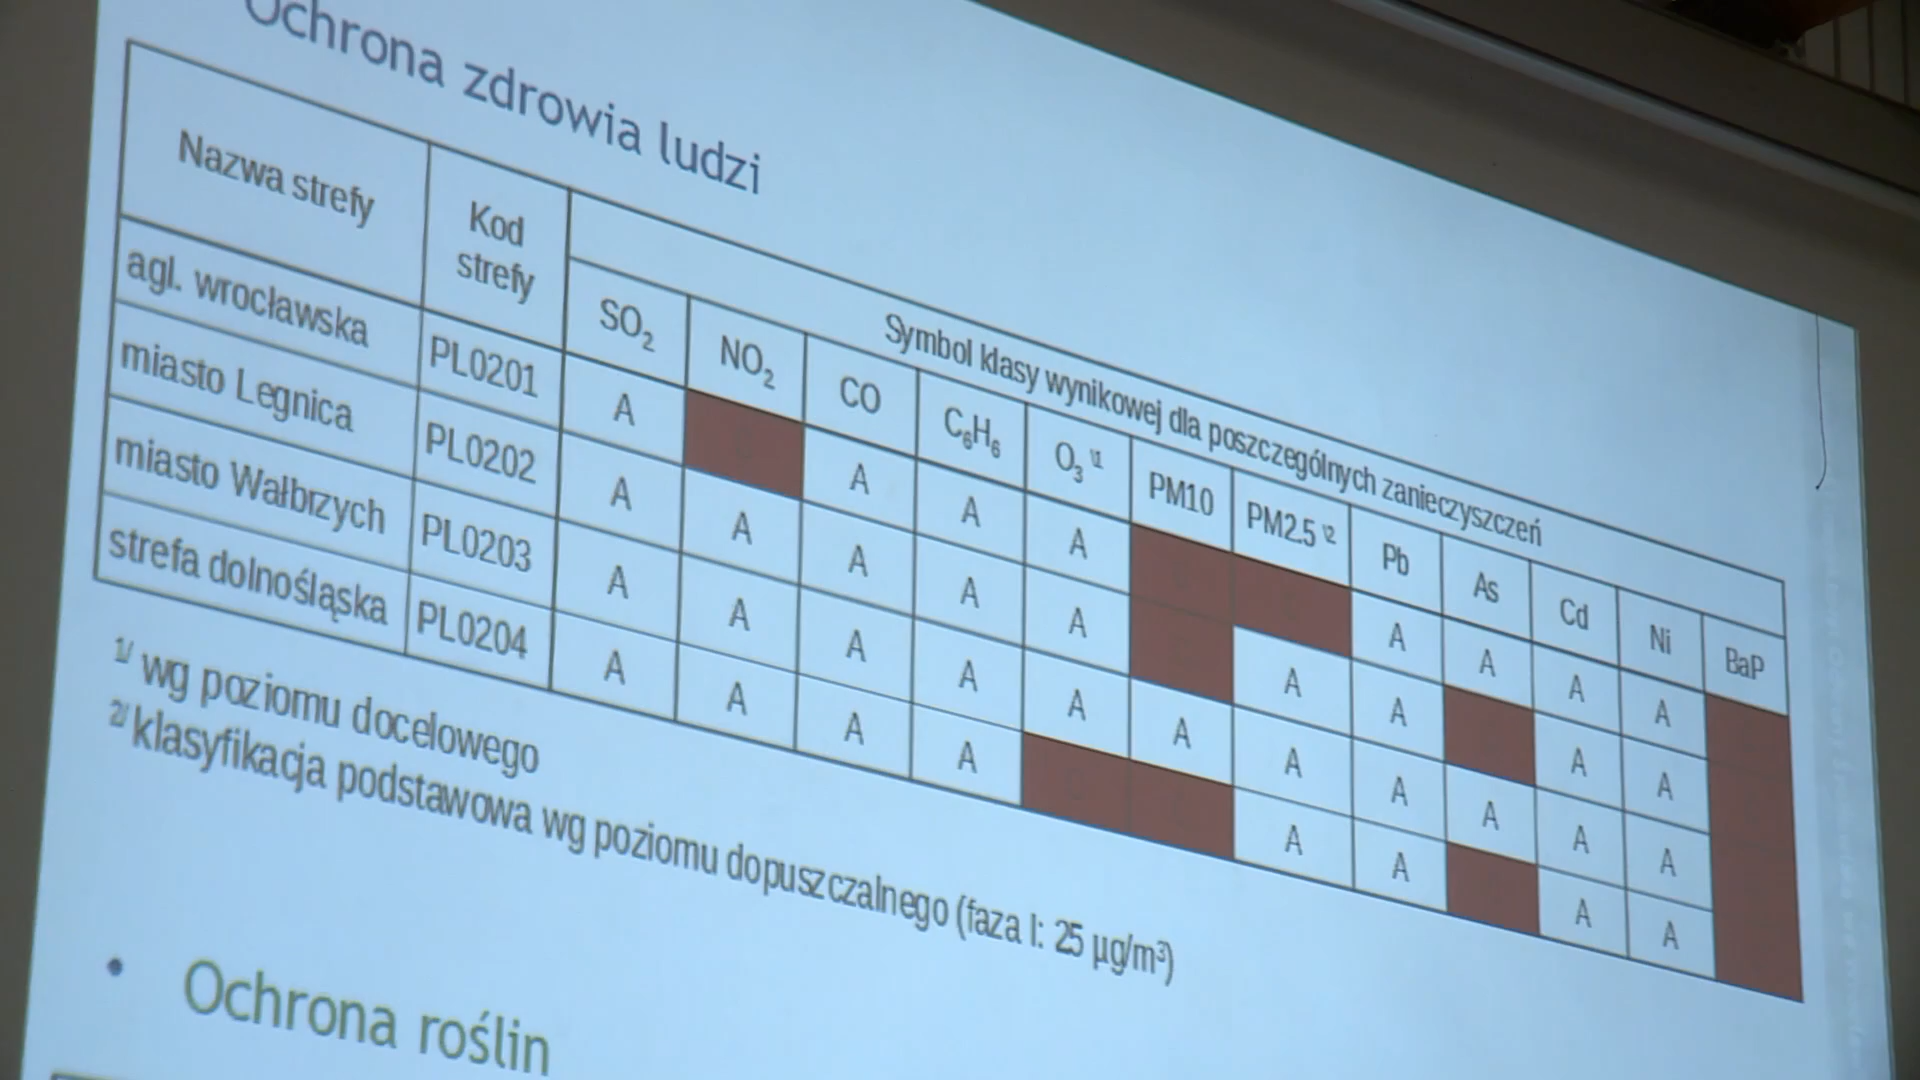 Ochrona zdrowia ludzi
Nazwa strefy Kod strefy Symbol klasy wynikowej dla poszczególnych zanieczyszczeń
SO₂ NO₂ CO C₆H₆ O₃ \1 PM10 PM2.5 \2 Pb As Cd Ni BaP
agl. wrocławska PL0201 A A A A A A A A
miasto Legnica PL0202 A A A A A A A A A
miasto Wałbrzych PL0203 A A A A A A A A A A A
strefa dolnośląska PL0204 A A A A A A A A
1/ wg poziomu docelowego
2/ klasyfikacja podstawowa wg poziomu dopuszczalnego (faza I: 25 µg/m³)
• Ochrona roślin